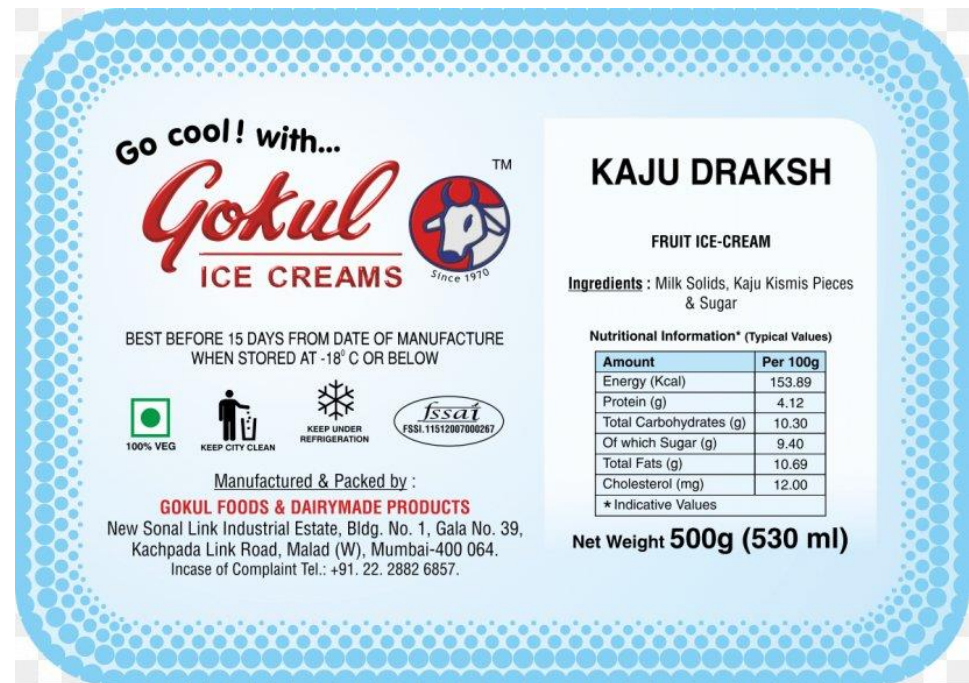 Go cool! with...
Gokul
TM
ICE CREAMS
Since 1970
BEST BEFORE 15 DAYS FROM DATE OF MANUFACTURE
WHEN STORED AT -18⁰ C OR BELOW
100% VEG
KEEP CITY CLEAN
KEEP UNDER
REFRIGERATION
fssai
FSSI.11512007000267
Manufactured & Packed by :
GOKUL FOODS & DAIRYMADE PRODUCTS
New Sonal Link Industrial Estate, Bldg. No. 1, Gala No. 39,
Kachpada Link Road, Malad (W), Mumbai-400 064.
Incase of Complaint Tel.: +91. 22. 2882 6857.
KAJU DRAKSH
FRUIT ICE-CREAM
Ingredients : Milk Solids, Kaju Kismis Pieces
& Sugar
Nutritional Information* (Typical Values)
Amount Per 100g
Energy (Kcal) 153.89
Protein (g) 4.12
Total Carbohydrates (g) 10.30
Of which Sugar (g) 9.40
Total Fats (g) 10.69
Cholesterol (mg) 12.00
* Indicative Values
Net Weight 500g (530 ml)